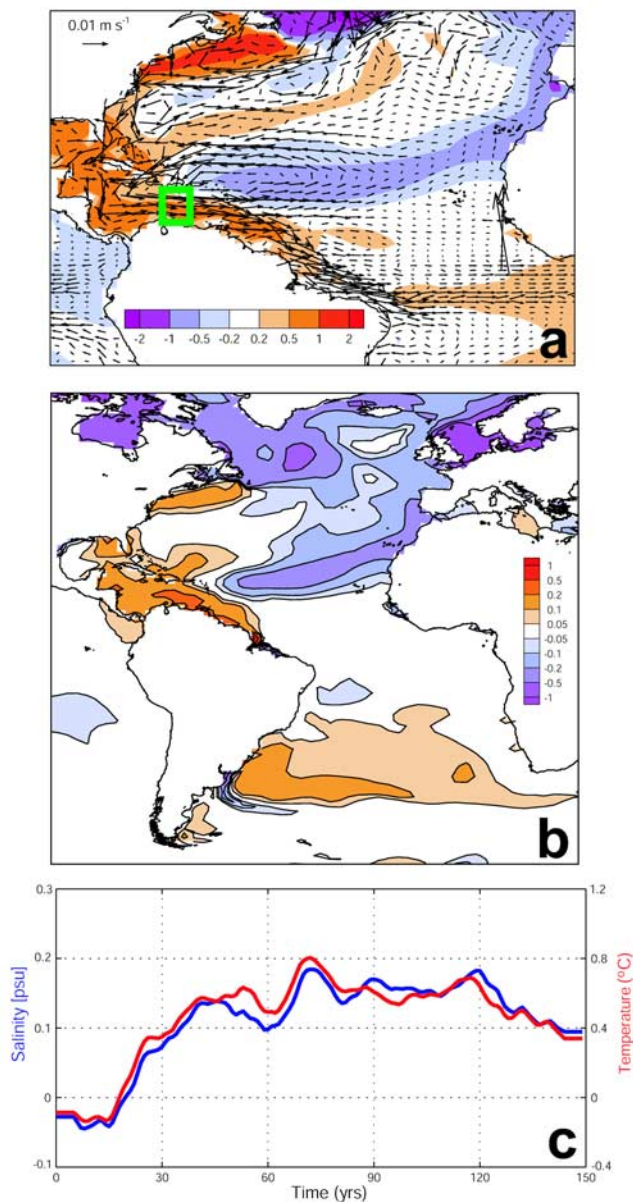 0.01 m s⁻¹
-2 -1 -0.5 -0.2 0.2 0.5 1 2
a
1
0.5
0.2
0.1
0.05
-0.05
-0.1
-0.2
-0.5
-1
b
0.3 1.2
0.2 0.8
0.1 0.4
0 0
-0.1 -0.4
Salinity [psu]
Temperature (°C)
c
0 30 60 90 120 150
Time (yrs)